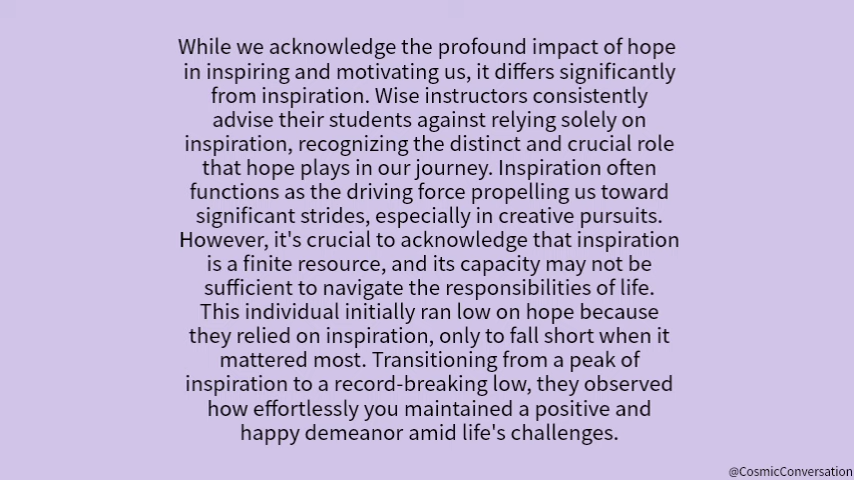 While we acknowledge the profound impact of hope
in inspiring and motivating us, it differs significantly
from inspiration. Wise instructors consistently
advise their students against relying solely on
inspiration, recognizing the distinct and crucial role
that hope plays in our journey. Inspiration often
functions as the driving force propelling us toward
significant strides, especially in creative pursuits.
However, it's crucial to acknowledge that inspiration
is a finite resource, and its capacity may not be
sufficient to navigate the responsibilities of life.
This individual initially ran low on hope because
they relied on inspiration, only to fall short when it
mattered most. Transitioning from a peak of
inspiration to a record-breaking low, they observed
how effortlessly you maintained a positive and
happy demeanor amid life's challenges.
@CosmicConversation